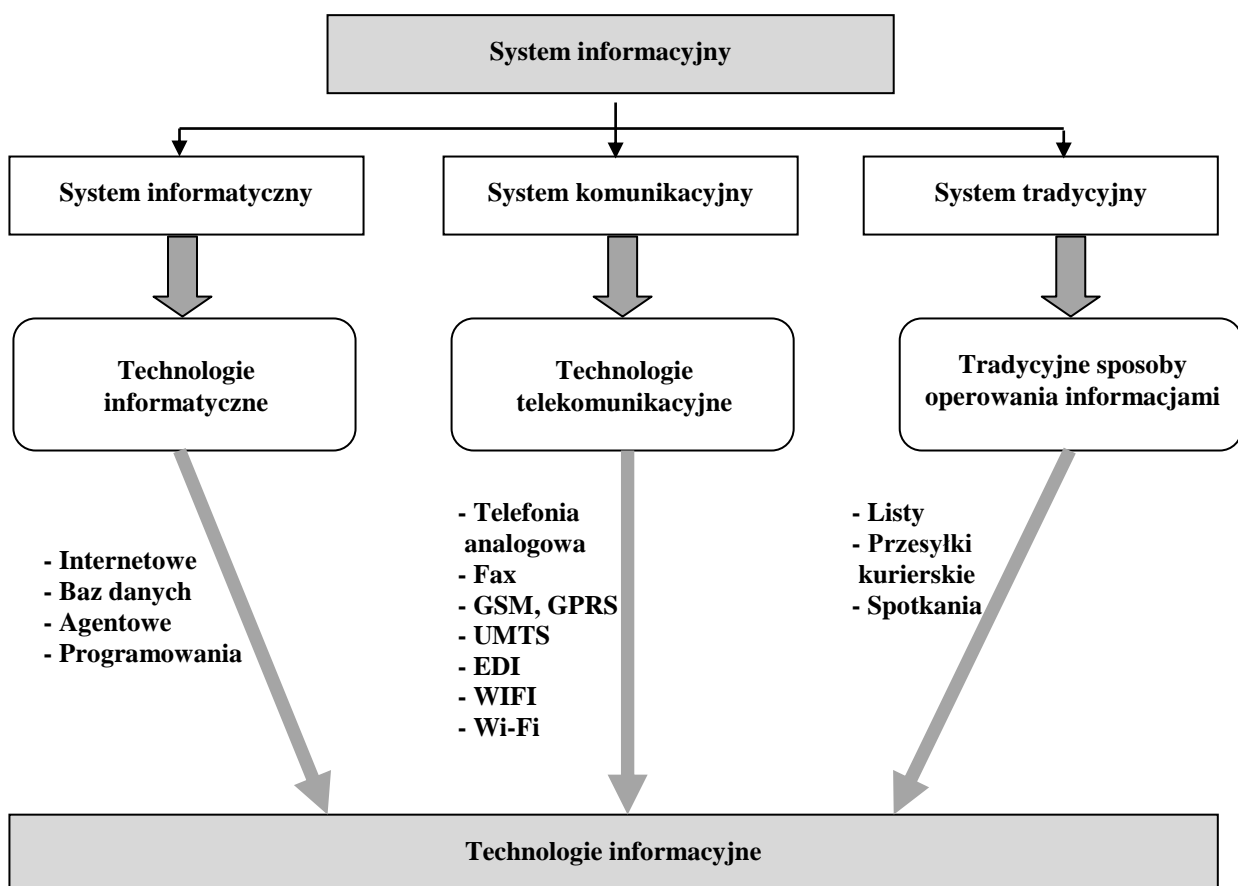 System informacyjny
System informatyczny
System komunikacyjny
System tradycyjny
Technologie
informatyczne
Technologie
telekomunikacyjne
Tradycyjne sposoby
operowania informacjami
- Internetowe
- Baz danych
- Agentowe
- Programowania
- Telefonia
analogowa
- Fax
- GSM, GPRS
- UMTS
- EDI
- WIFI
- Wi-Fi
- Listy
- Przesyłki
kurierskie
- Spotkania
Technologie informacyjne